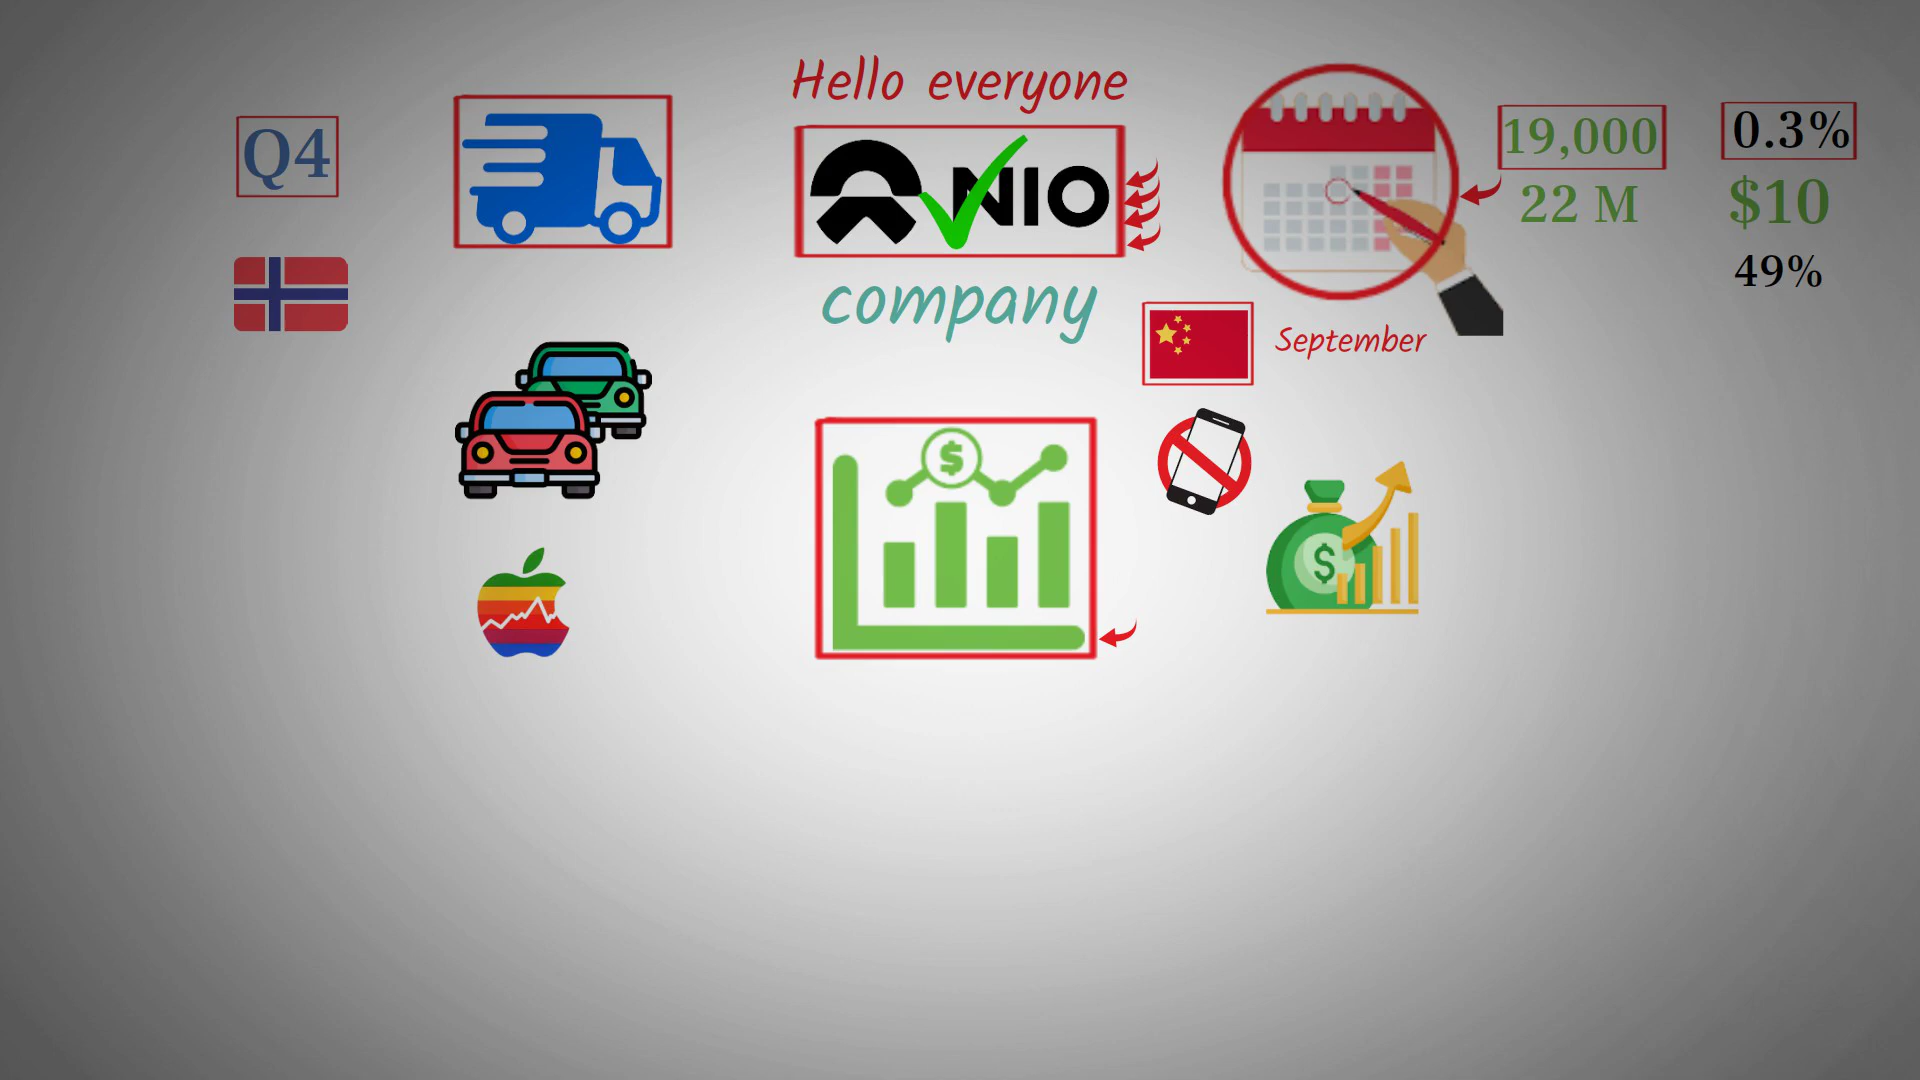 Hello everyone
NIO
company
Q4
19,000
22 M
0.3%
$10
49%
September
$
$